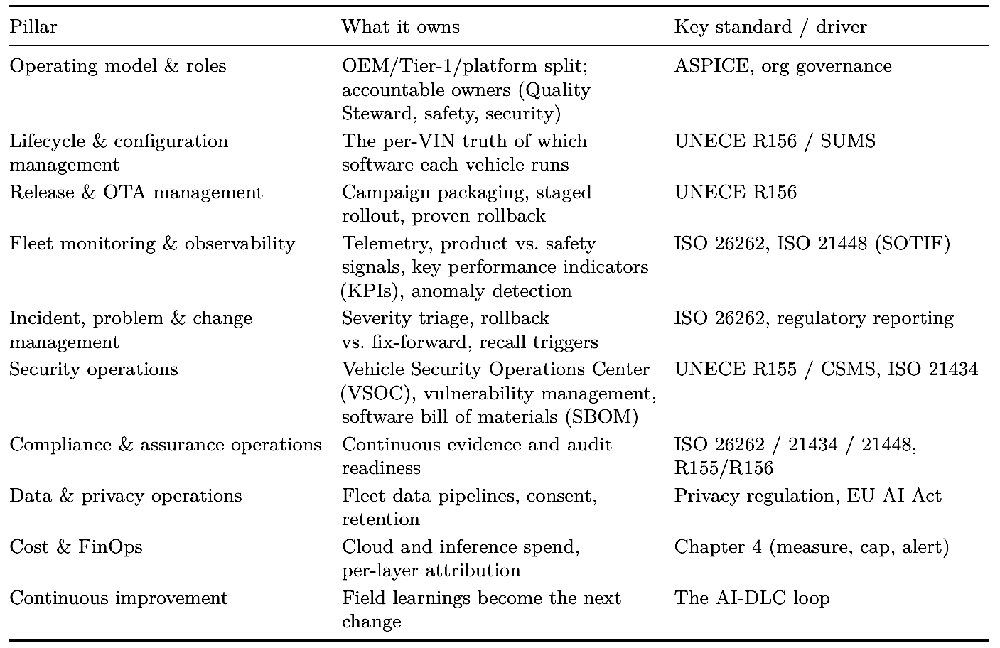 Pillar What it owns Key standard / driver
Operating model & roles OEM/Tier-1/platform split; ASPICE, org governance
accountable owners (Quality
Steward, safety, security)
Lifecycle & configuration The per-VIN truth of which UNECE R156 / SUMS
management software each vehicle runs
Release & OTA management Campaign packaging, staged UNECE R156
rollout, proven rollback
Fleet monitoring & observability Telemetry, product vs. safety ISO 26262, ISO 21448 (SOTIF)
signals, key performance indicators
(KPIs), anomaly detection
Incident, problem & change Severity triage, rollback ISO 26262, regulatory reporting
management vs. fix-forward, recall triggers
Security operations Vehicle Security Operations Center UNECE R155 / CSMS, ISO 21434
(VSOC), vulnerability management,
software bill of materials (SBOM)
Compliance & assurance operations Continuous evidence and audit ISO 26262 / 21434 / 21448,
readiness R155/R156
Data & privacy operations Fleet data pipelines, consent, Privacy regulation, EU AI Act
retention
Cost & FinOps Cloud and inference spend, Chapter 4 (measure, cap, alert)
per-layer attribution
Continuous improvement Field learnings become the next The AI-DLC loop
change